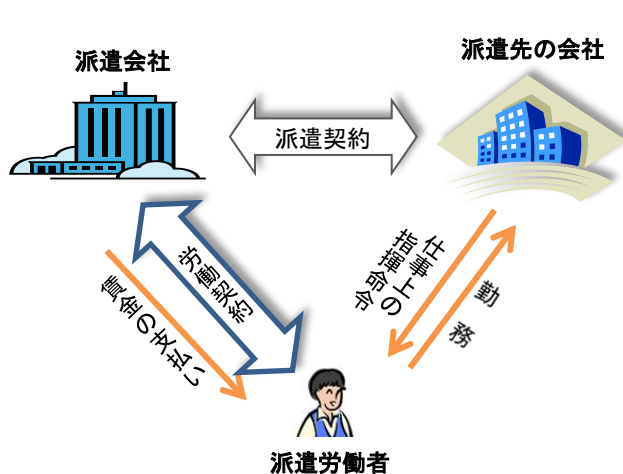 派遣会社
派遣先の会社
派遣契約
労働契約
賃金の支払い
仕事上の
指揮命令
勤務
派遣労働者